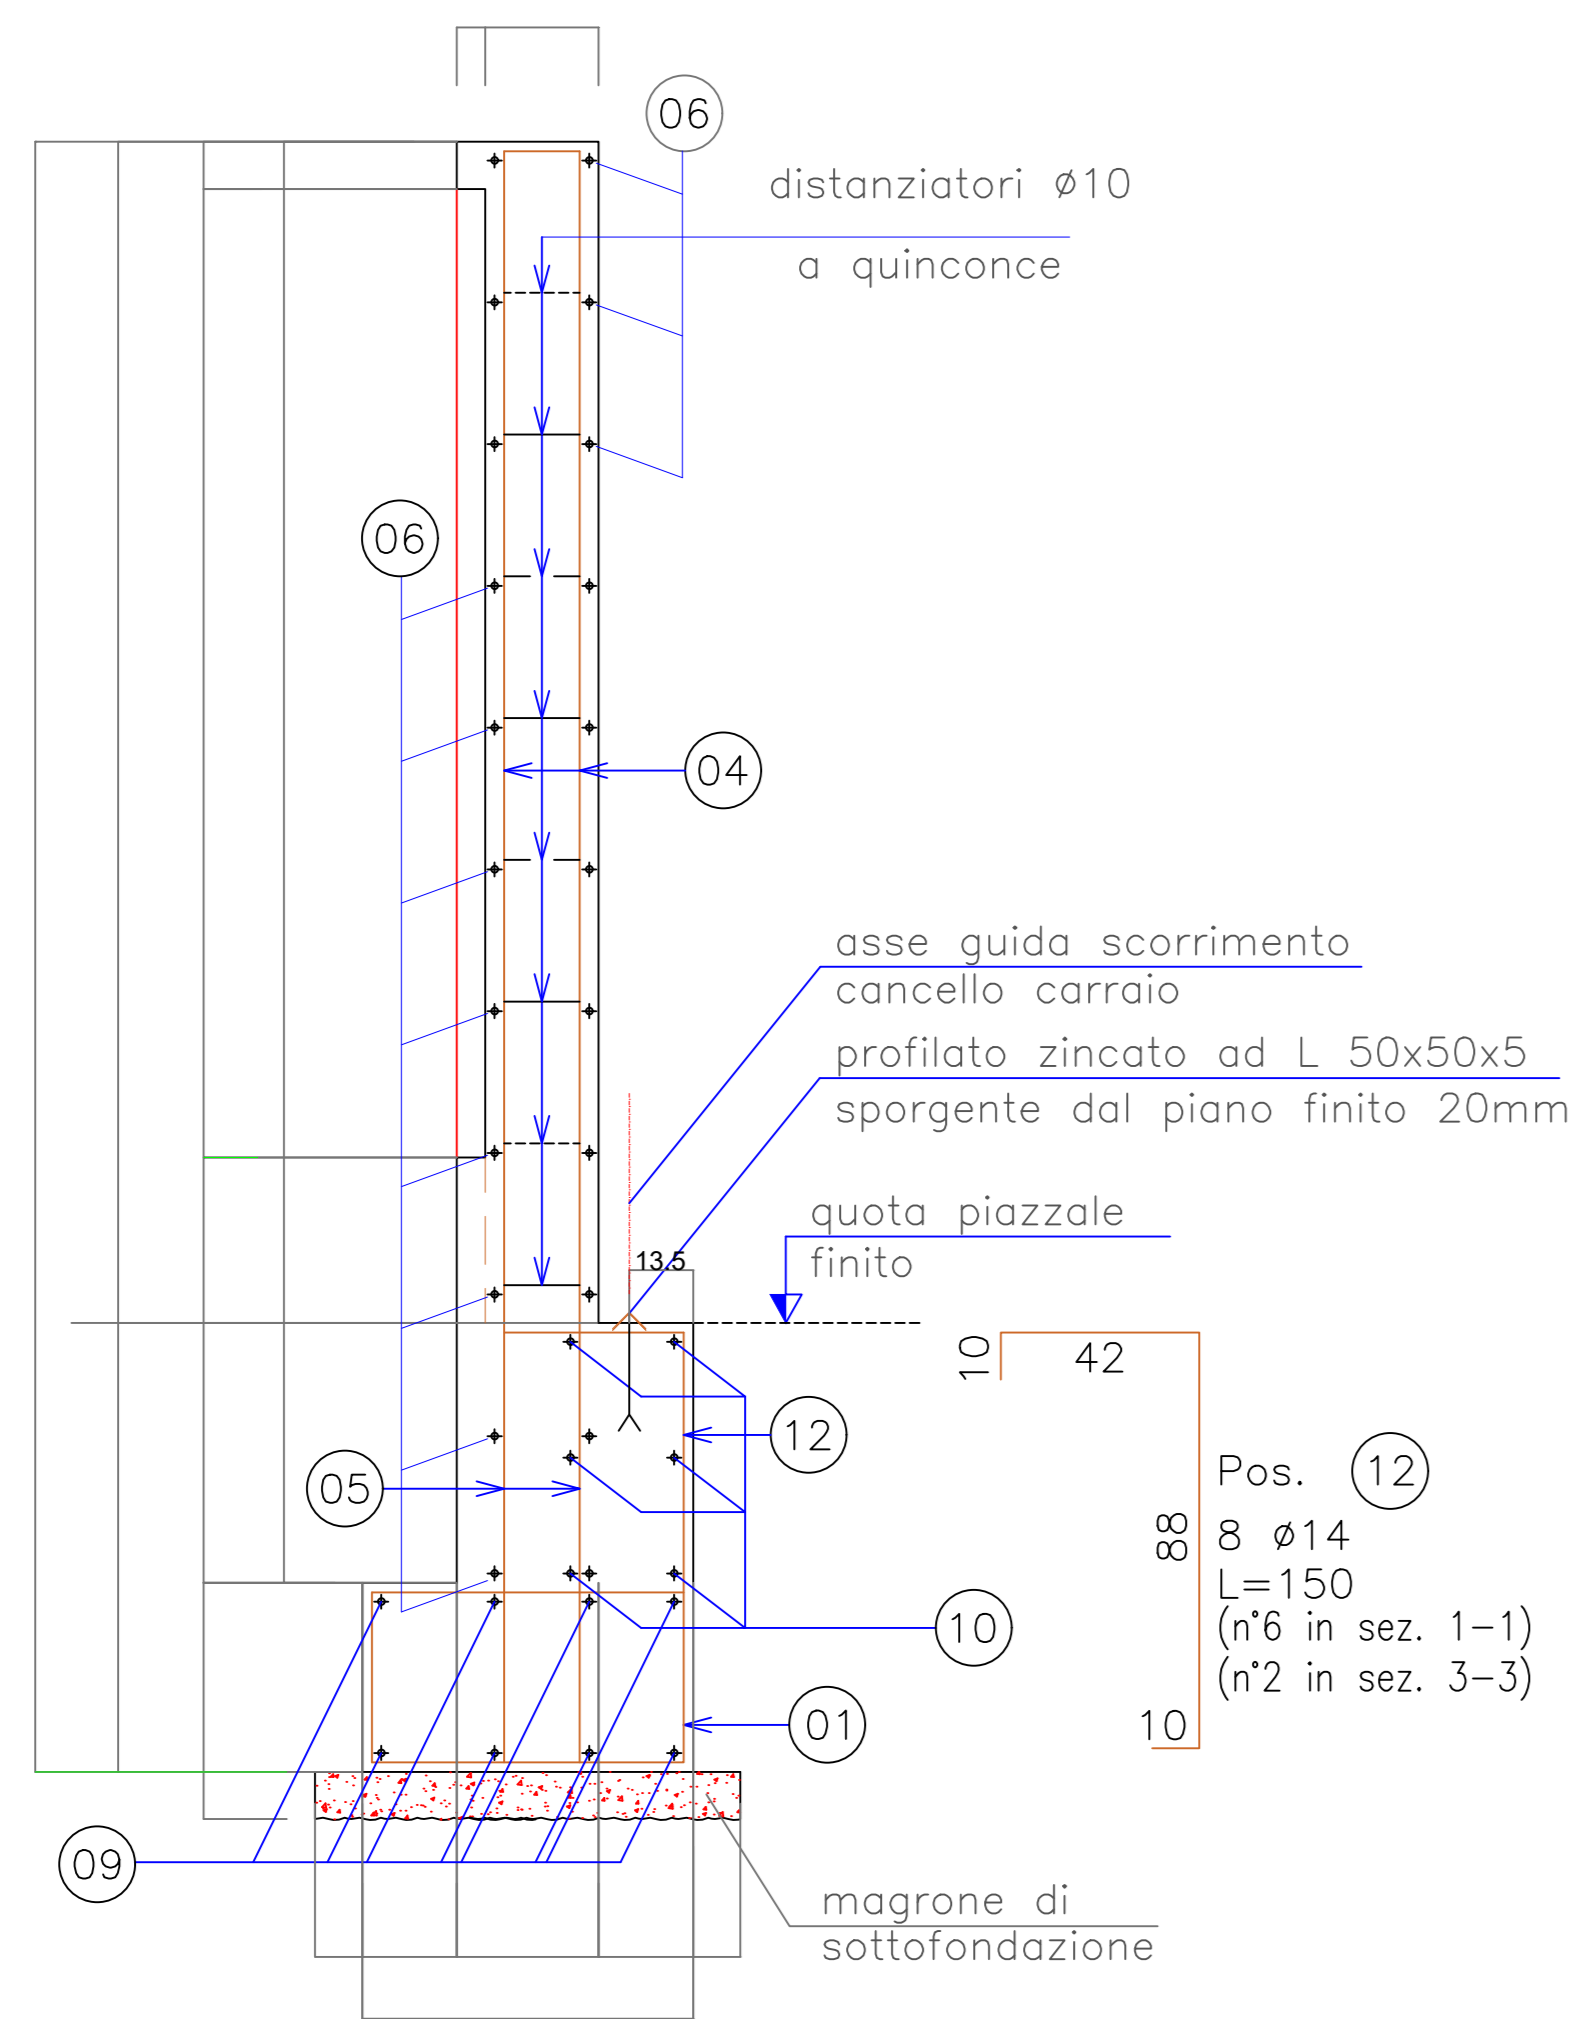 06
distanziatori ø10
a quinconce
06
04
asse guida scorrimento
cancello carraio
profilato zincato ad L 50x50x5
sporgente dal piano finito 20mm
quota piazzale
finito
13.5
10
42
12
05
88
Pos. 12
8 ø14
L=150
(n°6 in sez. 1-1)
(n°2 in sez. 3-3)
10
10
01
09
magrone di
sottofondazione